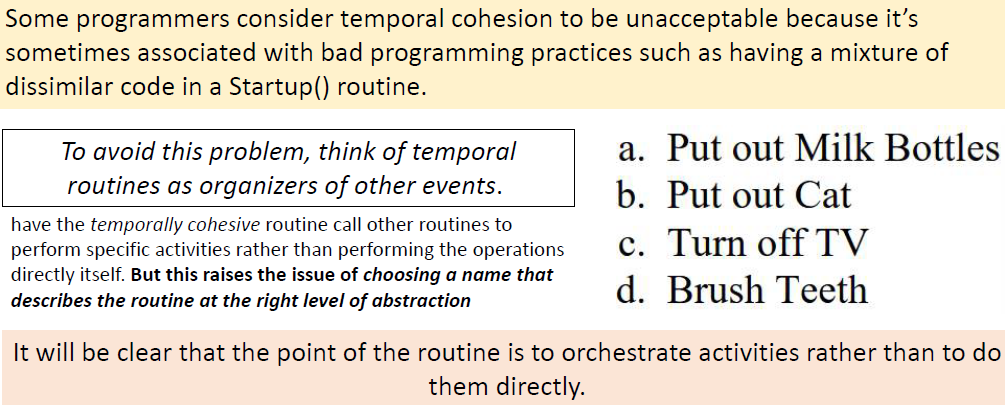 Some programmers consider temporal cohesion to be unacceptable because it’s
sometimes associated with bad programming practices such as having a mixture of
dissimilar code in a Startup() routine.
To avoid this problem, think of temporal
routines as organizers of other events.
have the temporally cohesive routine call other routines to
perform specific activities rather than performing the operations
directly itself. But this raises the issue of choosing a name that
describes the routine at the right level of abstraction
a. Put out Milk Bottles
b. Put out Cat
c. Turn off TV
d. Brush Teeth
It will be clear that the point of the routine is to orchestrate activities rather than to do
them directly.